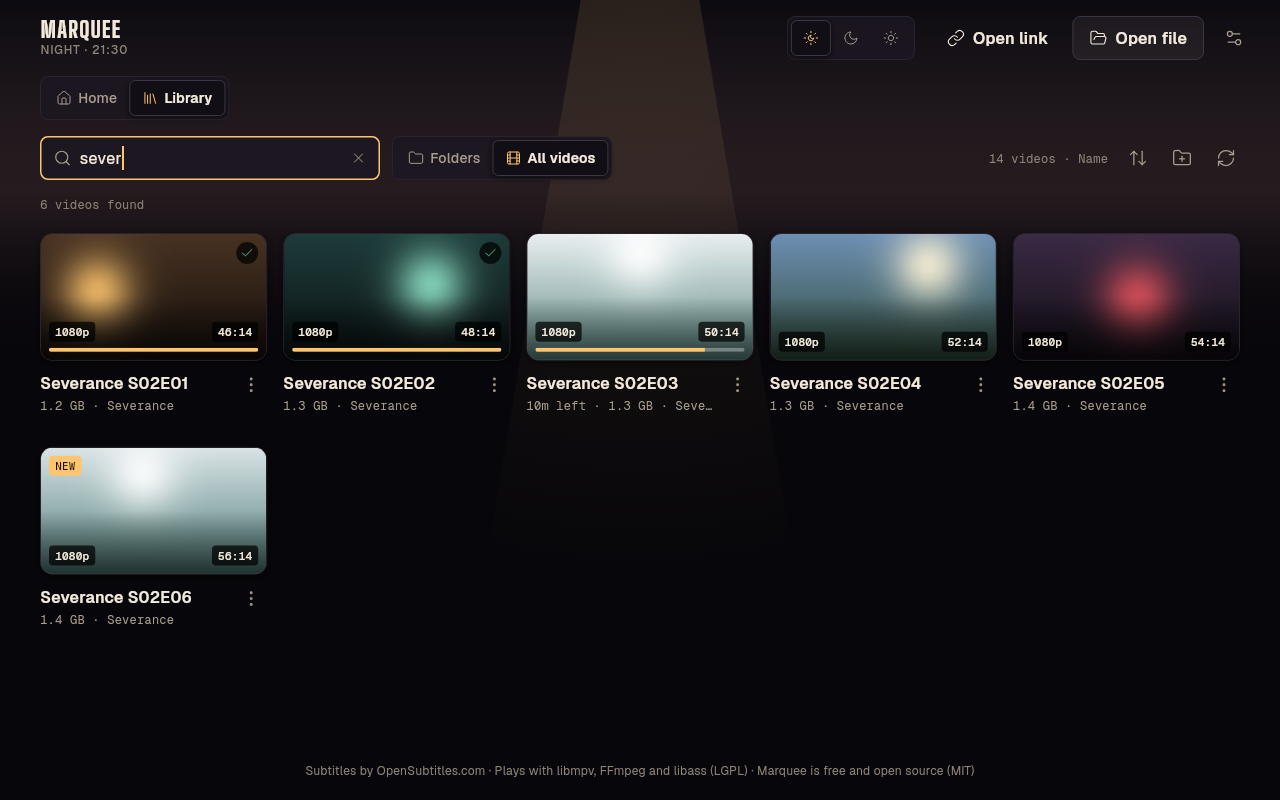 MARQUEE
NIGHT · 21:30
Open link
Open file
Home
Library
sever
Folders
All videos
14 videos · Name
6 videos found
1080p
46:14
1080p
48:14
1080p
50:14
1080p
52:14
1080p
54:14
Severance S02E01
Severance S02E02
Severance S02E03
Severance S02E04
Severance S02E05
1.2 GB · Severance
1.3 GB · Severance
10m left · 1.3 GB · Seve…
1.3 GB · Severance
1.4 GB · Severance
NEW
1080p
56:14
Severance S02E06
1.4 GB · Severance
Subtitles by OpenSubtitles.com · Plays with libmpv, FFmpeg and libass (LGPL) · Marquee is free and open source (MIT)